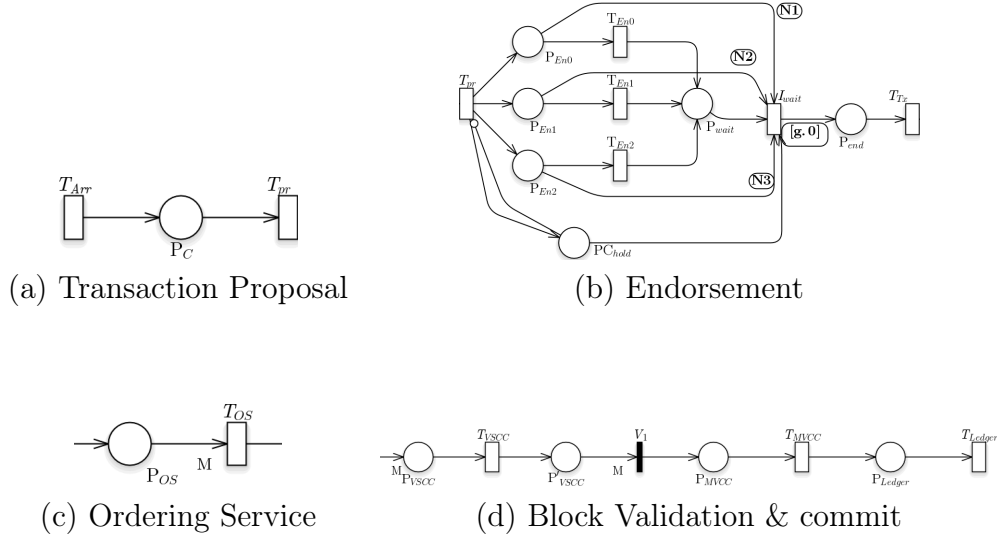 N1
T_En0
N2
P_En0
T_pr
T_En1
I_wait
T_Tx
P_En1
P_wait
[g.0]
P_end
T_En2
N3
T_Arr
T_pr
P_En2
P_C
PC_hold
(a) Transaction Proposal
(b) Endorsement
T_OS
M
P_OS
T_VSCC
V_1
T_MVCC
T_Ledger
M
P_VSCC
P'_VSCC
M
P_MVCC
P_Ledger
(c) Ordering Service
(d) Block Validation & commit